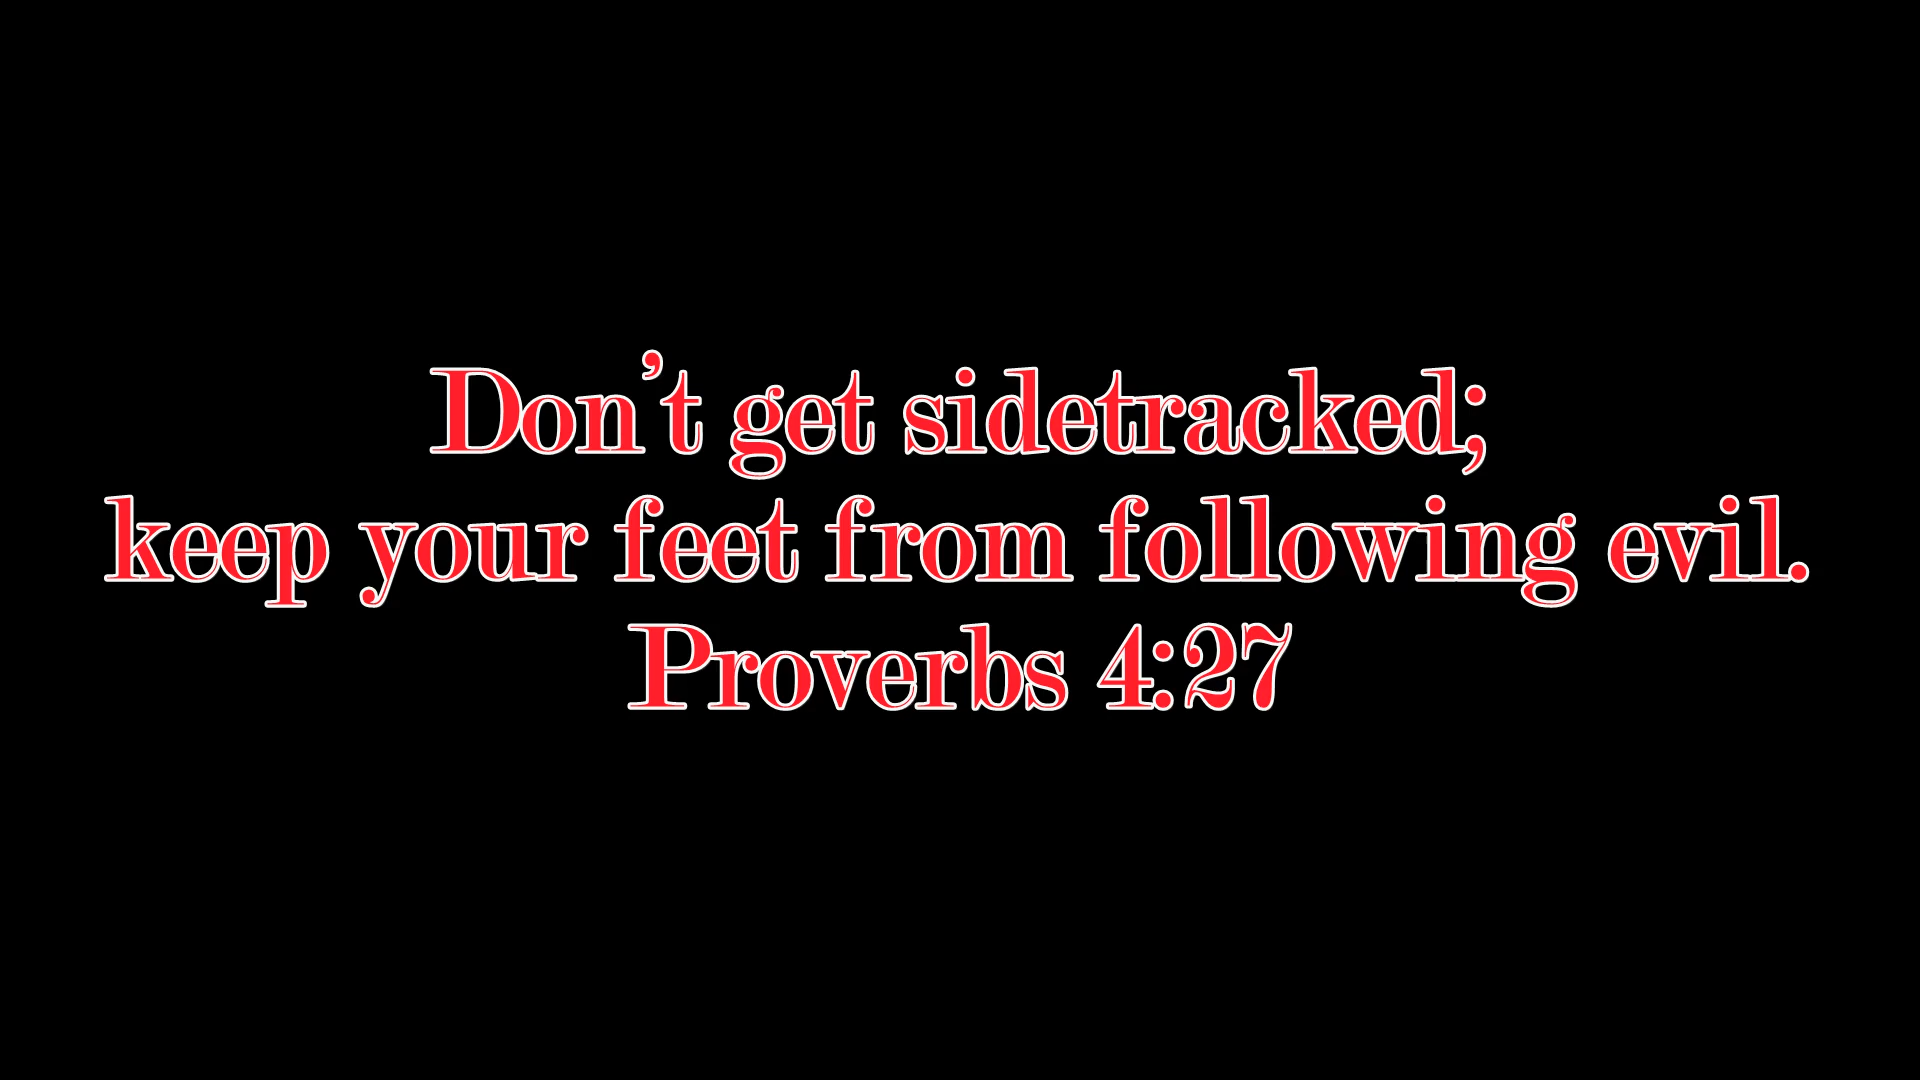 Don’t get sidetracked;
keep your feet from following evil.
Proverbs 4:27